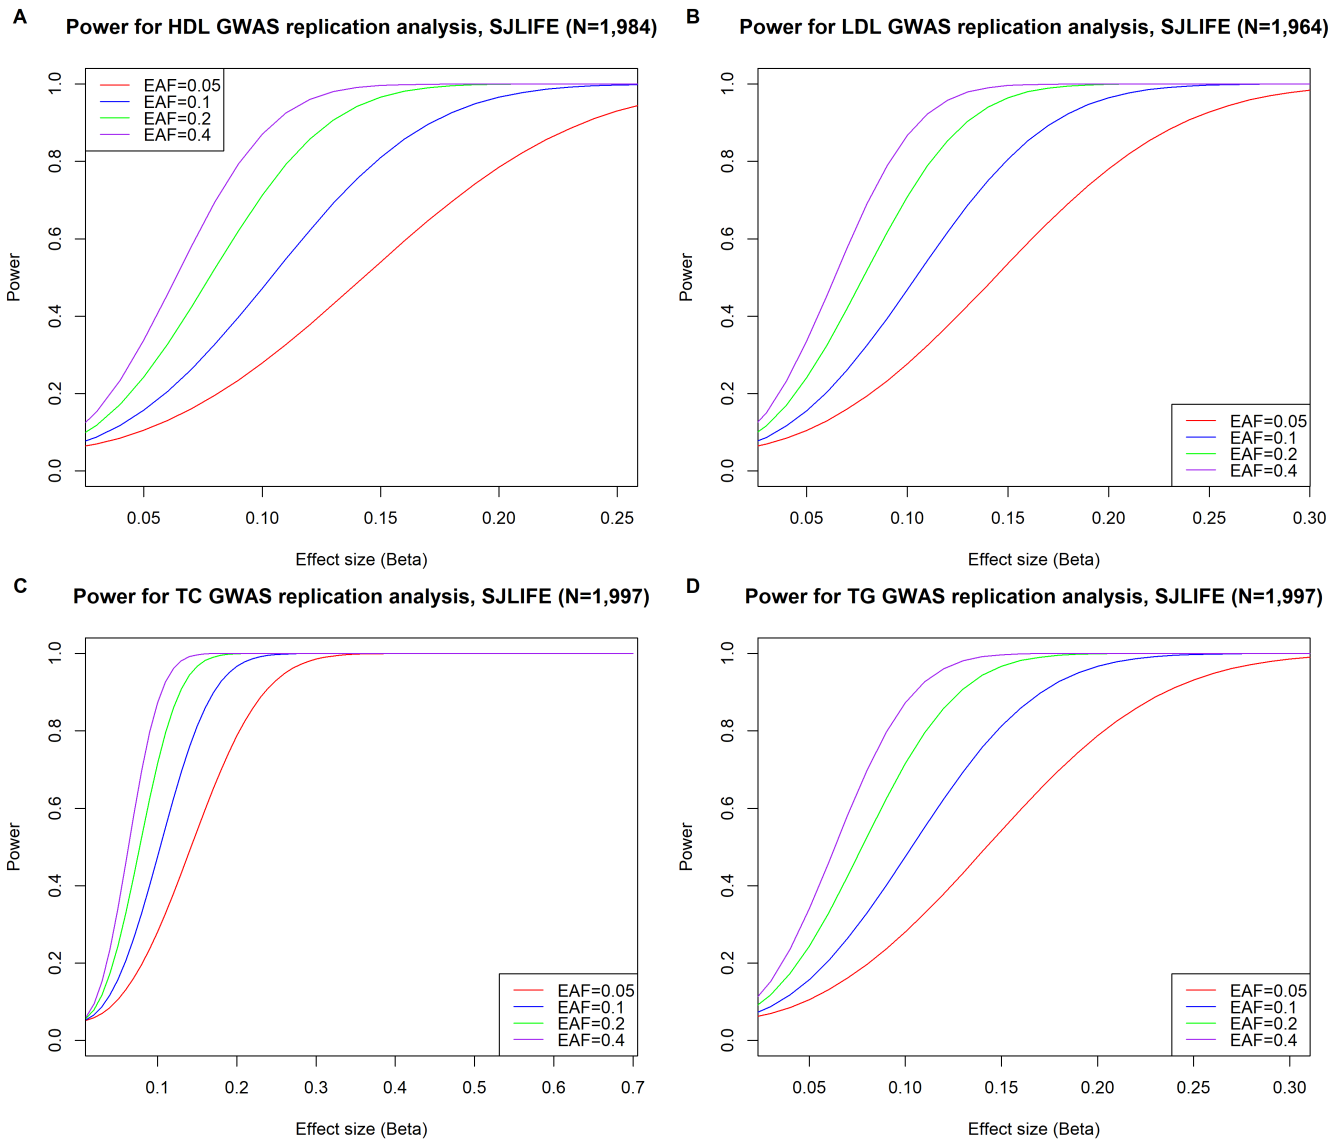 A
Power for HDL GWAS replication analysis, SJLIFE (N=1,984)
Power
1.0
0.8
0.6
0.4
0.2
0.0
EAF=0.05
EAF=0.1
EAF=0.2
EAF=0.4
0.05 0.10 0.15 0.20 0.25
Effect size (Beta)
B
Power for LDL GWAS replication analysis, SJLIFE (N=1,964)
Power
1.0
0.8
0.6
0.4
0.2
0.0
EAF=0.05
EAF=0.1
EAF=0.2
EAF=0.4
0.05 0.10 0.15 0.20 0.25 0.30
Effect size (Beta)
C
Power for TC GWAS replication analysis, SJLIFE (N=1,997)
Power
1.0
0.8
0.6
0.4
0.2
0.0
EAF=0.05
EAF=0.1
EAF=0.2
EAF=0.4
0.1 0.2 0.3 0.4 0.5 0.6 0.7
Effect size (Beta)
D
Power for TG GWAS replication analysis, SJLIFE (N=1,997)
Power
1.0
0.8
0.6
0.4
0.2
0.0
EAF=0.05
EAF=0.1
EAF=0.2
EAF=0.4
0.05 0.10 0.15 0.20 0.25 0.30
Effect size (Beta)